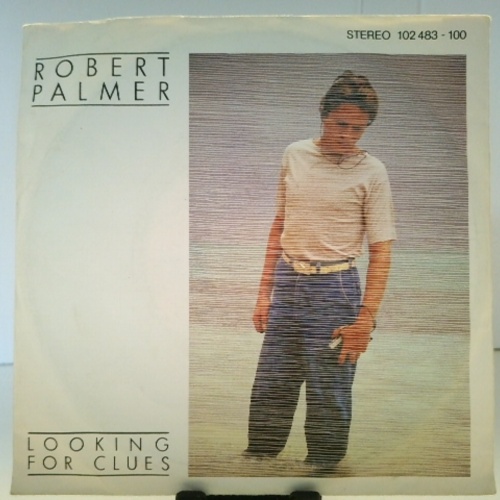 STEREO 102 483 - 100
ROBERT
PALMER
LOOKING
FOR CLUES